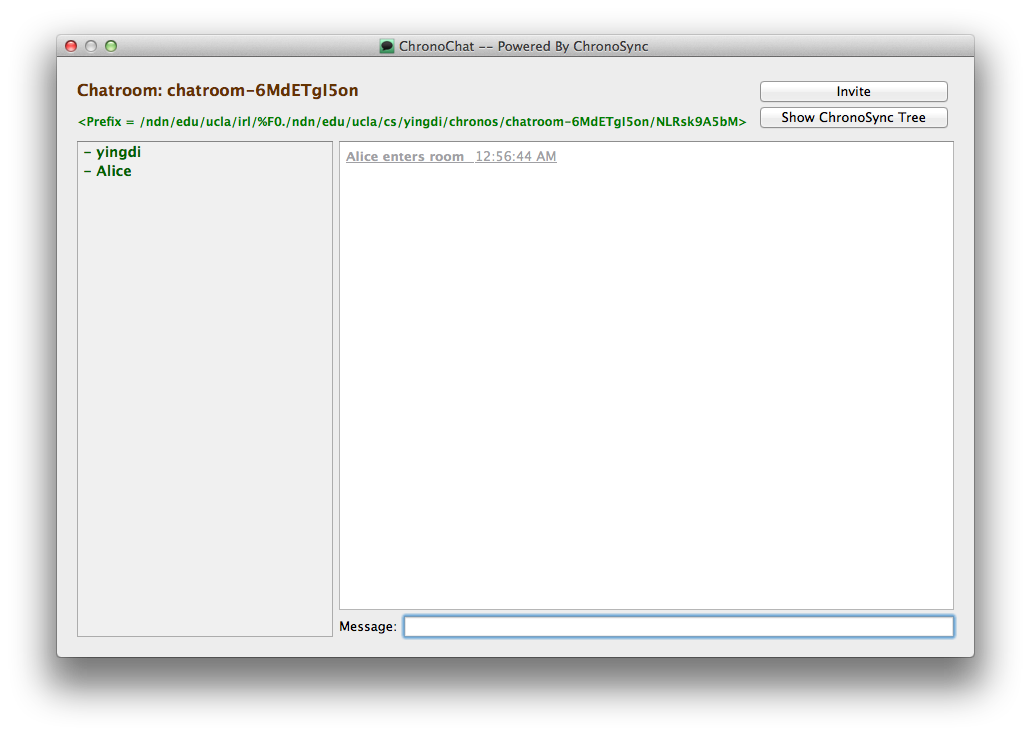 ChronoChat -- Powered By ChronoSync
Chatroom: chatroom-6MdETgI5on
Invite
<Prefix = /ndn/edu/ucla/irl/%F0./ndn/edu/ucla/cs/yingdi/chronos/chatroom-6MdETgI5on/NLRsk9A5bM>
Show ChronoSync Tree
- yingdi
- Alice
Alice enters room  12:56:44 AM
Message: